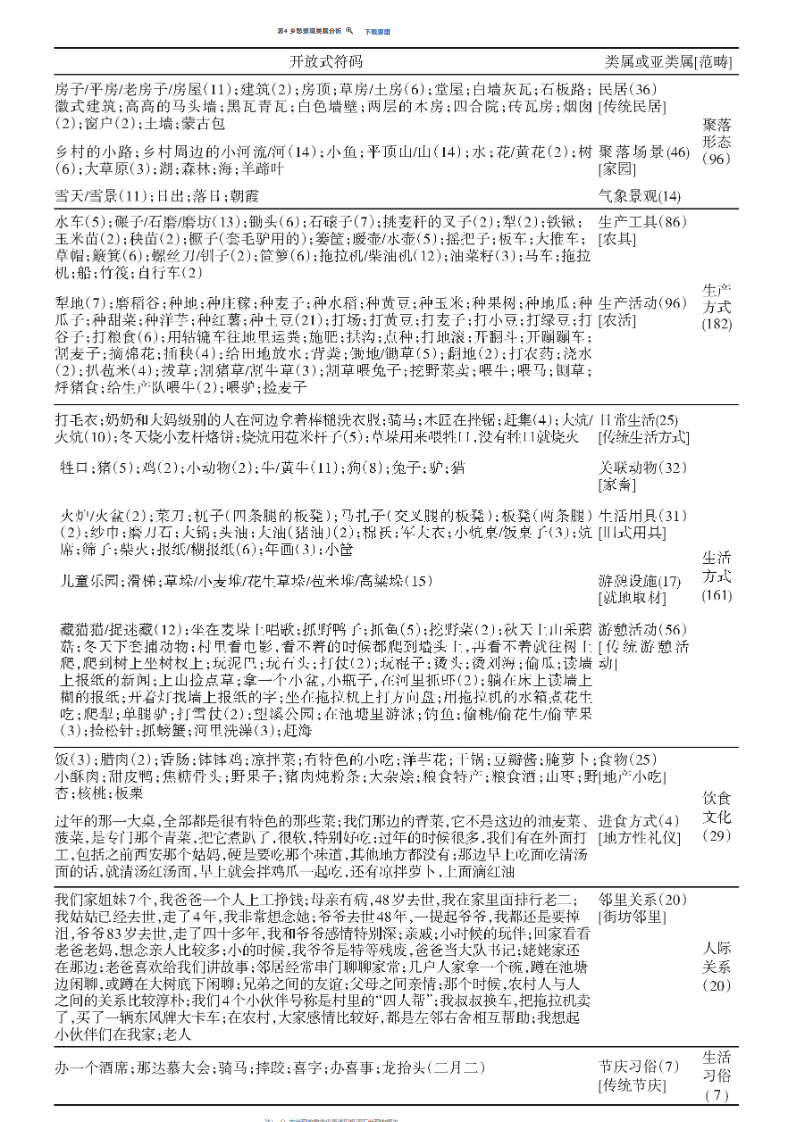 表4 乡愁景观类属分析 下载原图
开放式符码 类属或亚类属[范畴]
房子/平房/老房子/房屋(11);建筑(2);房顶;草房/土房(6);堂屋;白墙灰瓦;石板路; 民居(36)
徽式建筑;高高的马头墙;黑瓦青瓦;白色墙壁;两层的木房;四合院;砖瓦房;烟囱 [传统民居]
(2);窗户(2);土墙;蒙古包
聚落
形态
(96)
乡村的小路;乡村周边的小河流/河(14);小鱼;平顶山/山(14);水;花/黄花(2);树 聚落场景(46)
(6);大草原(3);湖;森林;海;羊蹄叶 [家园]
雪天/雪景(11);日出;落日;朝霞 气象景观(14)
水车(5);碾子/石磨/磨坊(13);锄头(6);石磙子(7);挑麦秆的叉子(2);犁(2);铁锹; 生产工具(86)
玉米苗(2);秧苗(2);橛子(套毛驴用的);篓筐;暖壶/水壶(5);摇把子;板车;大推车; [农具]
草帽;簸箕(6);螺丝刀/钏子(2);筐箩(6);拖拉机/柴油机(12);油菜籽(3);马车;拖拉
机;船;竹筏;自行车(2)
生产
方式
(182)
犁地(7);磨稻谷;种地;种庄稼;种麦子;种水稻;种黄豆;种玉米;种果树;种地瓜;种 生产活动(96)
瓜子;种甜菜;种洋芋;种红薯;种土豆(21);打场;打黄豆;打麦子;打小豆;打绿豆;打 [农活]
谷子;打粮食(6);用轱辘车往地里运粪;施肥;拱沟;点种;打地滚;开翻斗;开蹦蹦车;
割麦子;摘棉花;插秧(4);给田地放水;背粪;锄地/锄草(5);翻地(2);打农药;浇水
(2);扒苞米(4);拔草;割猪草/割牛草(3);割草喂兔子;挖野菜卖;喂牛;喂马;铡草;
烀猪食;给生产队喂牛(2);喂驴;捡麦子
打毛衣;奶奶和大妈级别的人在河边拿着棒槌洗衣服;骑马;木匠在挫锯;赶集(4);大炕/ 日常生活(25)
火炕(10);冬天烧小麦杆烙饼;烧炕用苞米杆子(5);草垛用来喂牲口,没有牲口就烧火 [传统生活方式]
牲口;猪(5);鸡(2);小动物(2);牛/黄牛(11);狗(8);兔子;驴;猫 关联动物(32)
[家畜]
火炉/火盆(2);菜刀;杌子(四条腿的板凳);马扎子(交叉腿的板凳);板凳(两条腿) 生活用具(31)
(2);纱巾;磨刀石;大锅;头油;大油(猪油)(2);棉袄;军大衣;小炕桌/饭桌子(3);炕 [旧式用具]
席;筛子;柴火;报纸/糊报纸(6);年画(3);小筐
生活
方式
(161)
儿童乐园;滑梯;草垛/小麦堆/花生草垛/苞米堆/高粱垛(15) 游憩设施(17)
[就地取材]
藏猫猫/捉迷藏(12);坐在麦垛上唱歌;抓野鸭子;抓鱼(5);挖野菜(2);秋天上山采蘑 游憩活动(56)
菇;冬天下套捕动物;村里看电影,看不着的时候都爬到墙头上,再看不着就往树上 [传统游憩活
爬,爬到树上坐树杈上;玩泥巴;玩石头;打仗(2);玩棍子;烫头;烫刘海;偷瓜;读墙 动]
上报纸的新闻;上山捡点草;拿一个小盆,小瓶子,在河里抓虾(2);躺在床上读墙上
糊的报纸;开着灯找墙上报纸的字;坐在拖拉机上打方向盘;用拖拉机的水箱煮花生
吃;爬犁;单腿驴;打雪仗(2);望溪公园;在池塘里游泳;钓鱼;偷桃/偷花生/偷苹果
(3);捡松针;抓螃蟹;河里洗澡(3);赶海
饭(3);腊肉(2);香肠;钵钵鸡;凉拌菜;有特色的小吃;洋芋花;干锅;豆瓣酱;腌萝卜; 食物(25)
小酥肉;甜皮鸭;焦糖骨头;野果子;猪肉炖粉条;大杂烩;粮食特产;粮食酒;山枣;野 [地产小吃]
杏;核桃;板栗
饮食
文化
(29)
过年的那一大桌,全部都是很有特色的那些菜;我们那边的青菜,它不是这边的油麦菜、 进食方式(4)
菠菜,是专门那个青菜,把它煮趴了,很软,特别好吃;过年的时候很多,我们有在外面打 [地方性礼仪]
工,包括之前西安那个姑妈,硬是要吃那个味道,其他地方都没有;那边早上吃面吃清汤
面的话,就清汤红汤面,早上就会拌鸡爪一起吃,还有凉拌萝卜,上面滴红油
我们家姐妹7个,我爸爸一个人上工挣钱;母亲有病,48岁去世,我在家里面排行老二; 邻里关系(20)
我姑姑已经去世,走了4年,我非常想念她;爷爷去世48年,一提起爷爷,我都还是要掉 [街坊邻里]
泪,爷爷83岁去世,走了四十多年,我和爷爷感情特别深;亲戚;小时候的玩伴;回家看看
老爸老妈,想念亲人比较多;小的时候,我爷爷是特等残废,爸爸当大队书记;姥姥家还
在那边;老爸喜欢给我们讲故事;邻居经常串门聊聊家常;几户人家拿一个碗,蹲在池塘
边闲聊,或蹲在大树底下闲聊;兄弟之间的友谊;父母之间亲情;那个时候,农村人与人
之间的关系比较淳朴;我们4个小伙伴号称是村里的“四人帮”;我叔叔换车,把拖拉机卖
了,买了一辆东风牌大卡车;在农村,大家感情比较好,都是左邻右舍相互帮助;我想起
小伙伴们在我家;老人
人际
关系
(20)
办一个酒席;那达慕大会;骑马;摔跤;喜字;办喜事;龙抬头(二月二) 节庆习俗(7)
[传统节庆]
生活
习俗
(7)